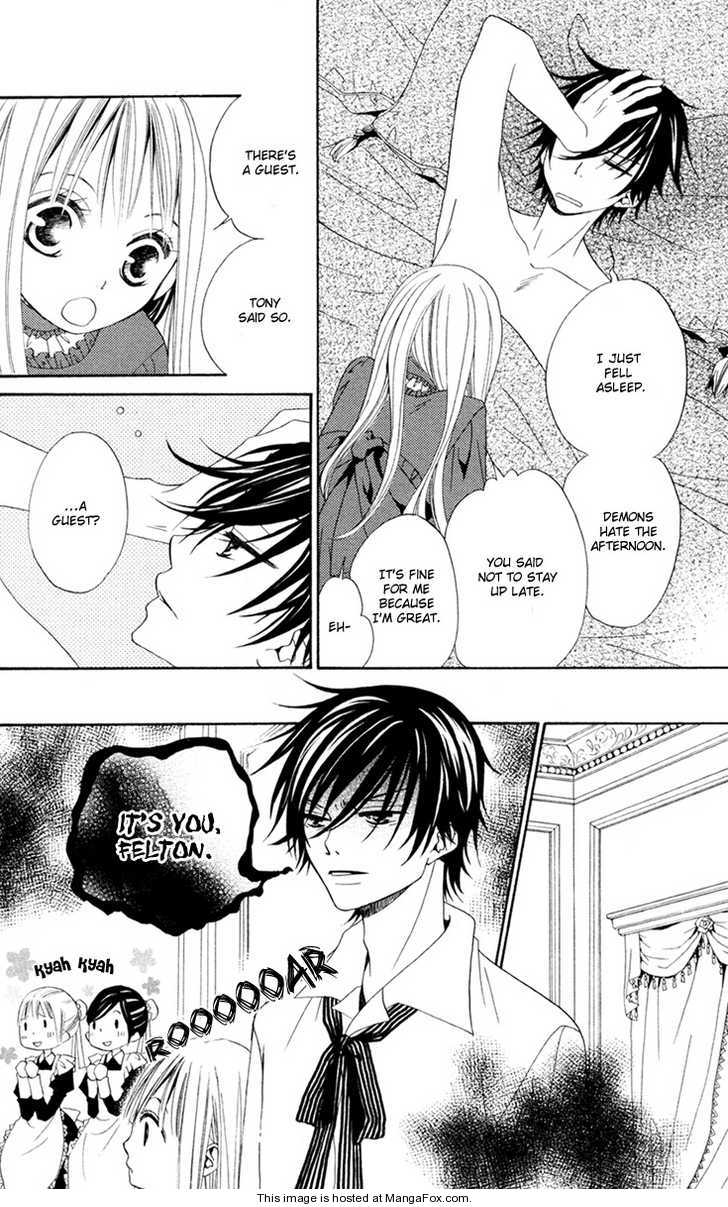 I JUST
FELL
ASLEEP.
DEMONS
HATE THE
AFTERNOON.
YOU SAID
NOT TO STAY
UP LATE.
IT'S FINE
FOR ME
BECAUSE
I'M GREAT.
EH-
THERE'S
A GUEST.
TONY
SAID SO.
...A
GUEST?
IT'S YOU,
FELTON.
ROOOOOOAR
KYAH KYAH
This image is hosted at MangaFox.com.